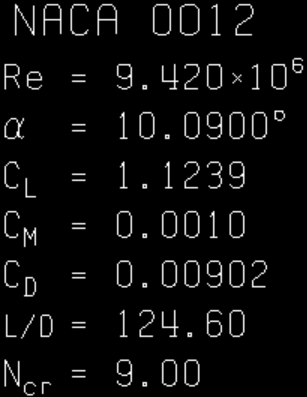 NACA 0012
Re = 9.420×10⁶
α = 10.0900°
C_L = 1.1239
C_M = 0.0010
C_D = 0.00902
L/D = 124.60
N_cr = 9.00